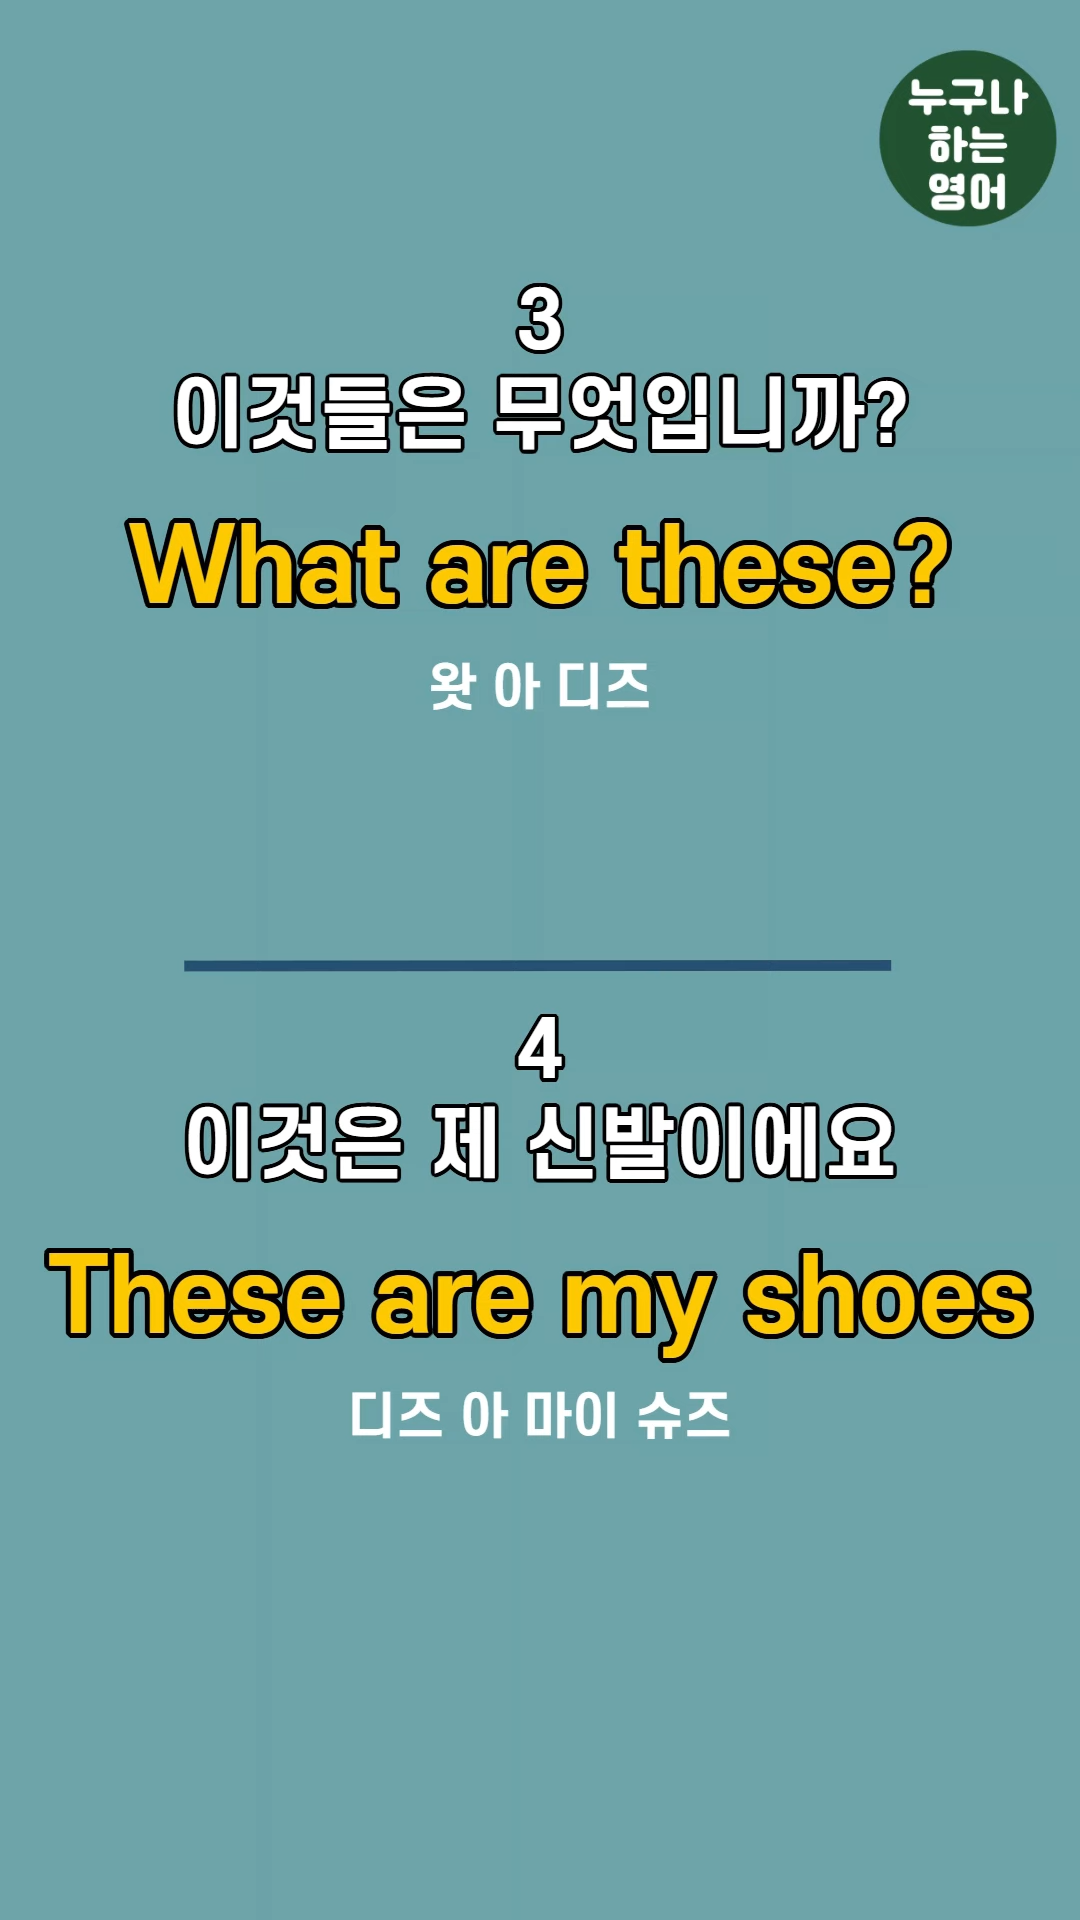 누구나
하는
영어
3
이것들은 무엇입니까?
What are these?
왓 아 디즈
4
이것은 제 신발이에요
These are my shoes
디즈 아 마이 슈즈